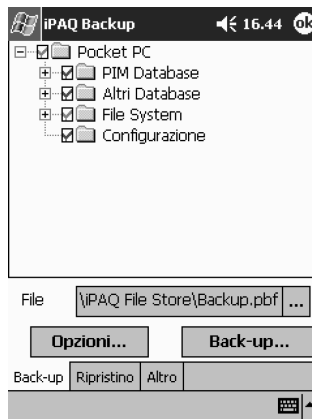 iPAQ Backup 16.44 ok
Pocket PC
PIM Database
Altri Database
File System
Configurazione
File \iPAQ File Store\Backup.pbf ...
Opzioni... Back-up...
Back-up Ripristino Altro